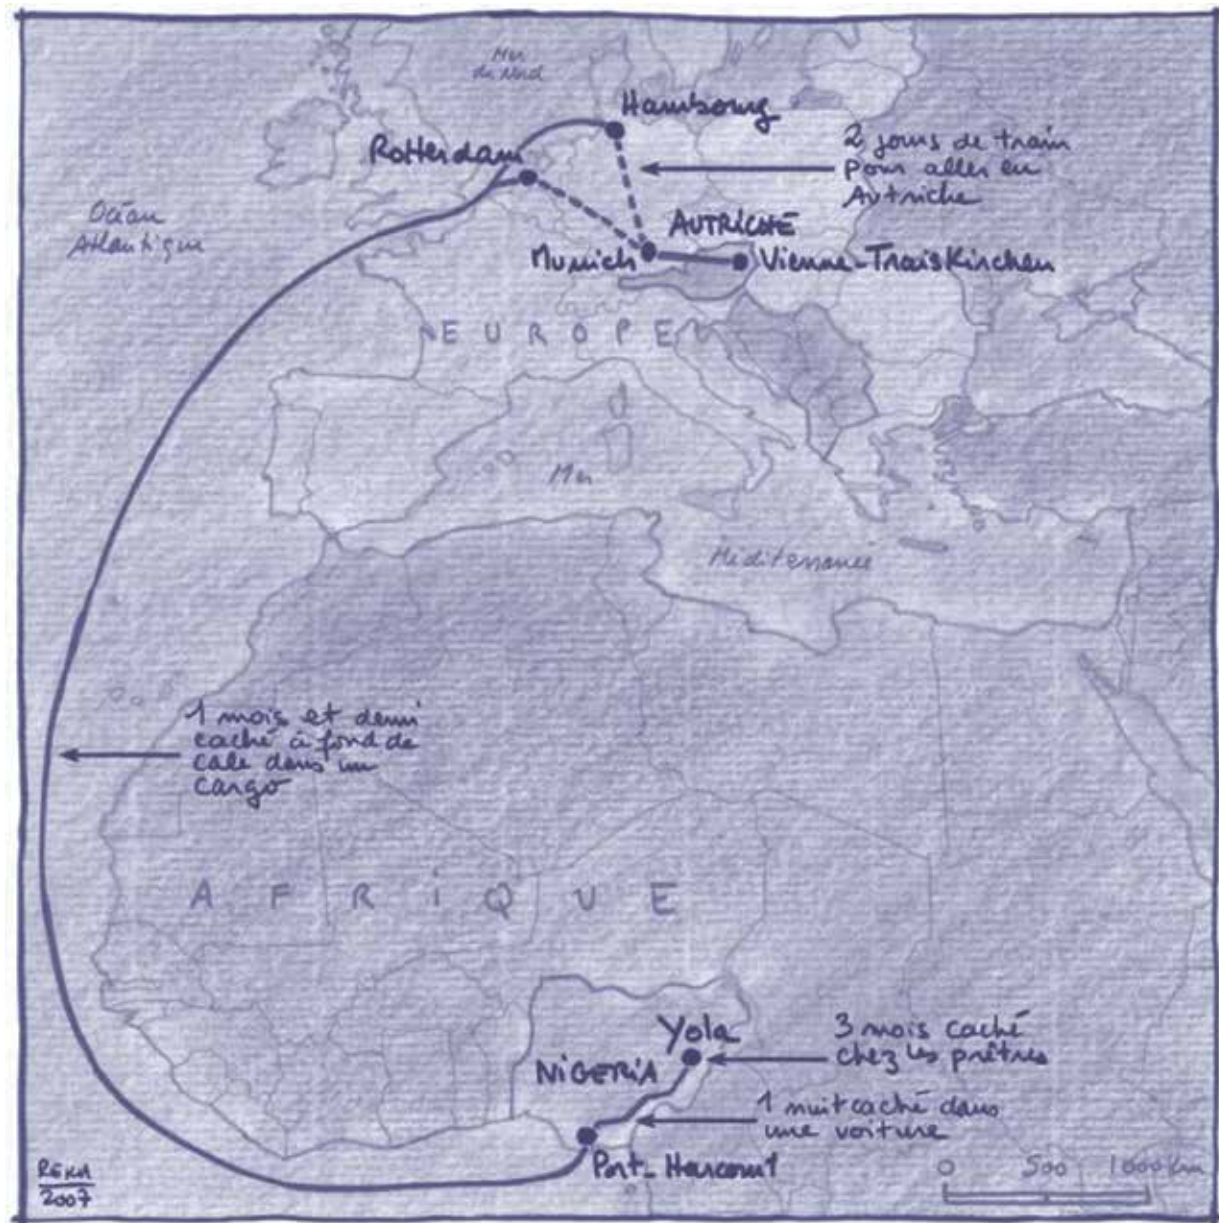 Mer
du Nord
Hambourg
Rotterdam
2 jours de train
pour aller en
Autriche
Océan
Atlantique
AUTRICHE
Munich
Vienne-Traiskirchen
EUROPE
Mer
Méditerranée
1 mois et demi
caché à fond de
cale dans un
cargo
AFRIQUE
Yola
3 mois caché
chez les prêtres
NIGERIA
1 nuit caché dans
une voiture
Port-Harcourt
0 500 1000 km
REKA
2007